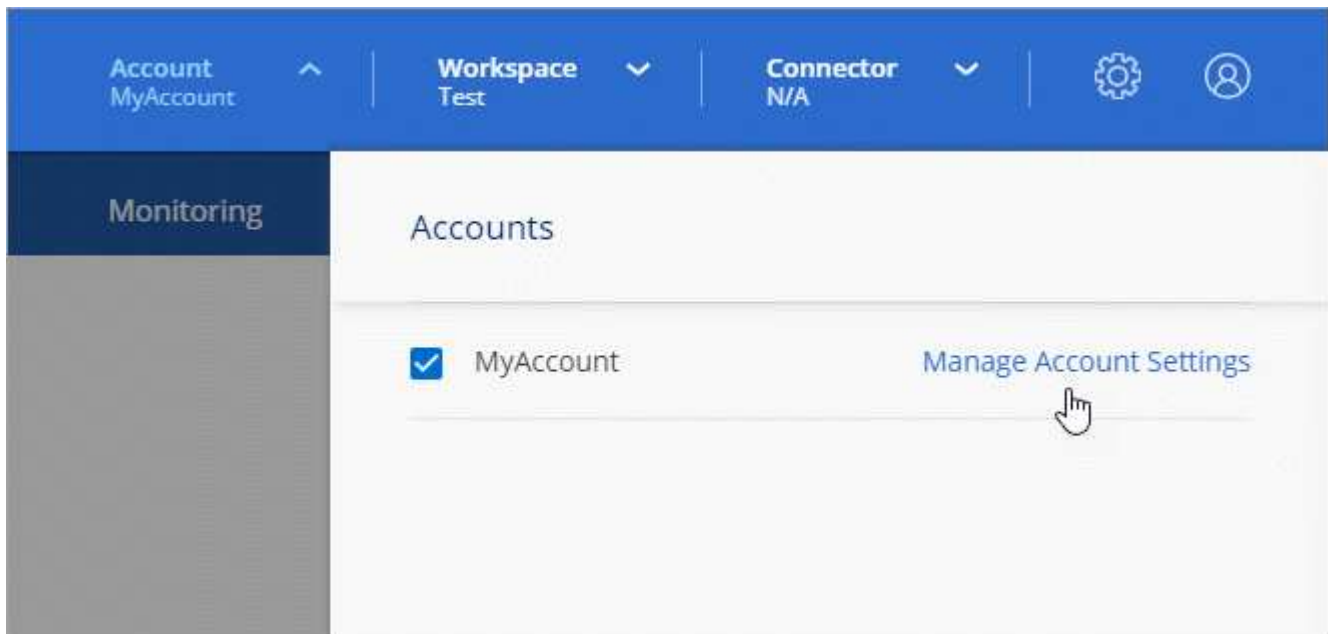 Account
MyAccount
Workspace
Test
Connector
N/A
Monitoring
Accounts
MyAccount
Manage Account Settings